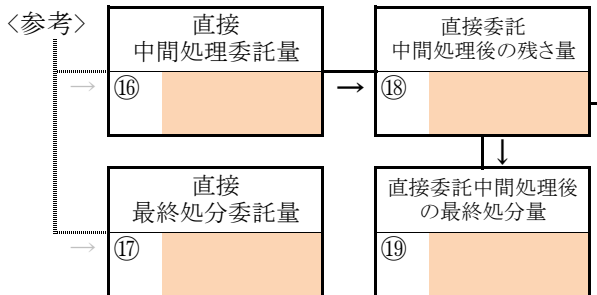 〈参考〉
直接
中間処理委託量
⑯
→
直接委託
中間処理後の残さ量
⑱
→
↓
直接
最終処分委託量
→
⑰
直接委託中間処理後
の最終処分量
⑲